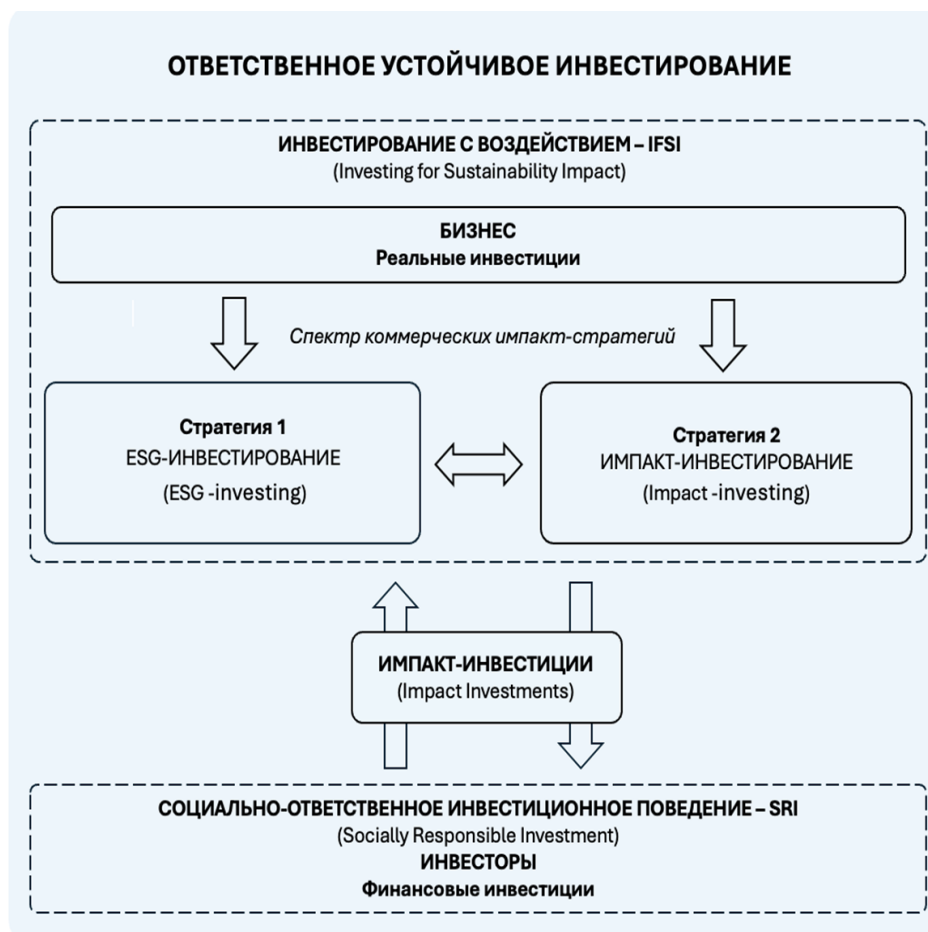 ОТВЕТСТВЕННОЕ УСТОЙЧИВОЕ ИНВЕСТИРОВАНИЕ
ИНВЕСТИРОВАНИЕ С ВОЗДЕЙСТВИЕМ – IFSI
(Investing for Sustainability Impact)
БИЗНЕС
Реальные инвестиции
Спектр коммерческих импакт-стратегий
Стратегия 1
ESG-ИНВЕСТИРОВАНИЕ
(ESG -investing)
Стратегия 2
ИМПАКТ-ИНВЕСТИРОВАНИЕ
(Impact -investing)
ИМПАКТ-ИНВЕСТИЦИИ
(Impact Investments)
СОЦИАЛЬНО-ОТВЕТСТВЕННОЕ ИНВЕСТИЦИОННОЕ ПОВЕДЕНИЕ – SRI
(Socially Responsible Investment)
ИНВЕСТОРЫ
Финансовые инвестиции